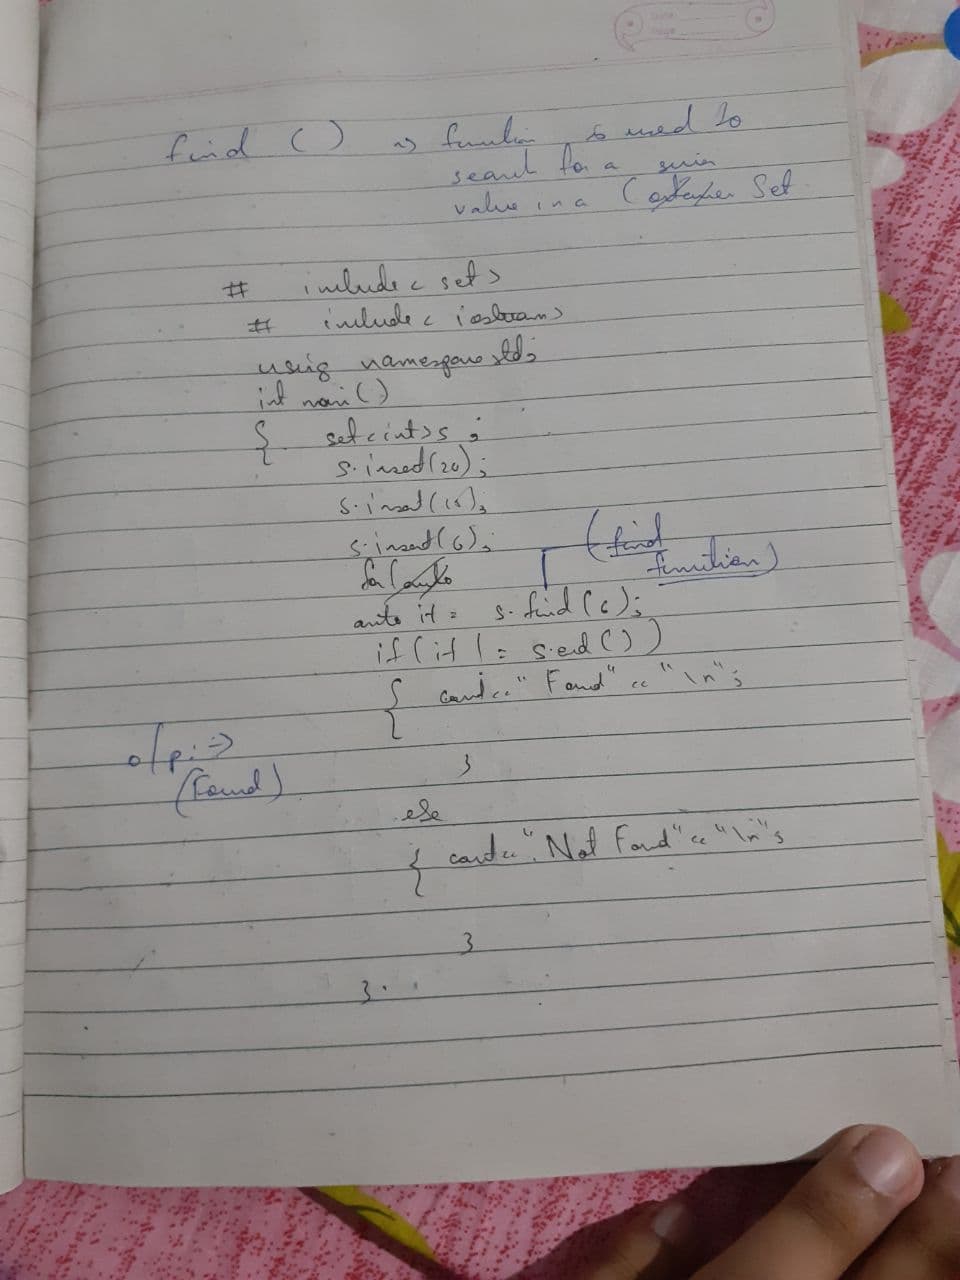 find () => function is used to
search for a given
value in a Container Set
# include < set >
# include < iostream >
using namespace std;
int main ()
{ set < int > s ;
s. insert (20);
s. insert (15);
s. insert (6);
(find
function)
auto it = s. find (6);
if (it != s.end ())
{ cout << " Found" << "\n";
o/p: =>
(Found)
}
else
{ cout << " Not Found" << "\n";
}
}